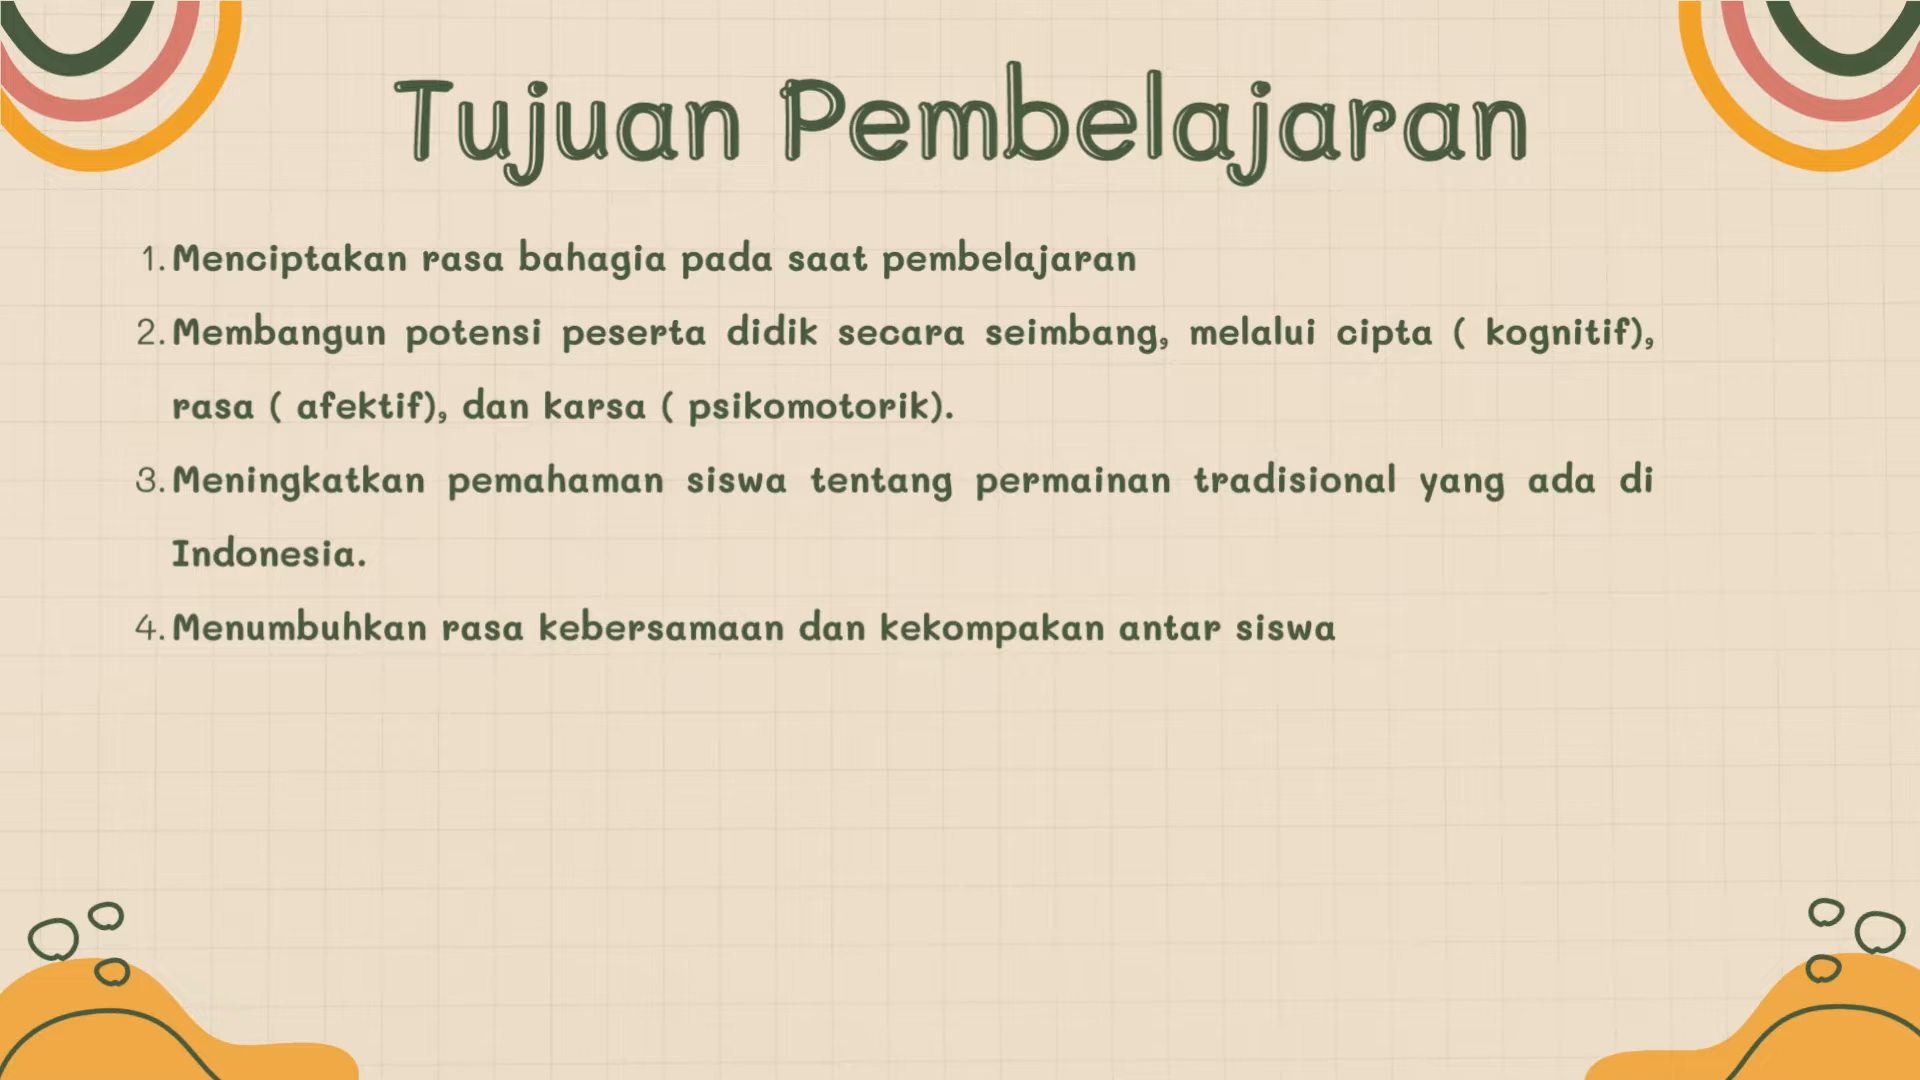 Tujuan Pembelajaran
1. Menciptakan rasa bahagia pada saat pembelajaran
2. Membangun potensi peserta didik secara seimbang, melalui cipta ( kognitif),
rasa ( afektif), dan karsa ( psikomotorik).
3. Meningkatkan pemahaman siswa tentang permainan tradisional yang ada di
Indonesia.
4. Menumbuhkan rasa kebersamaan dan kekompakan antar siswa